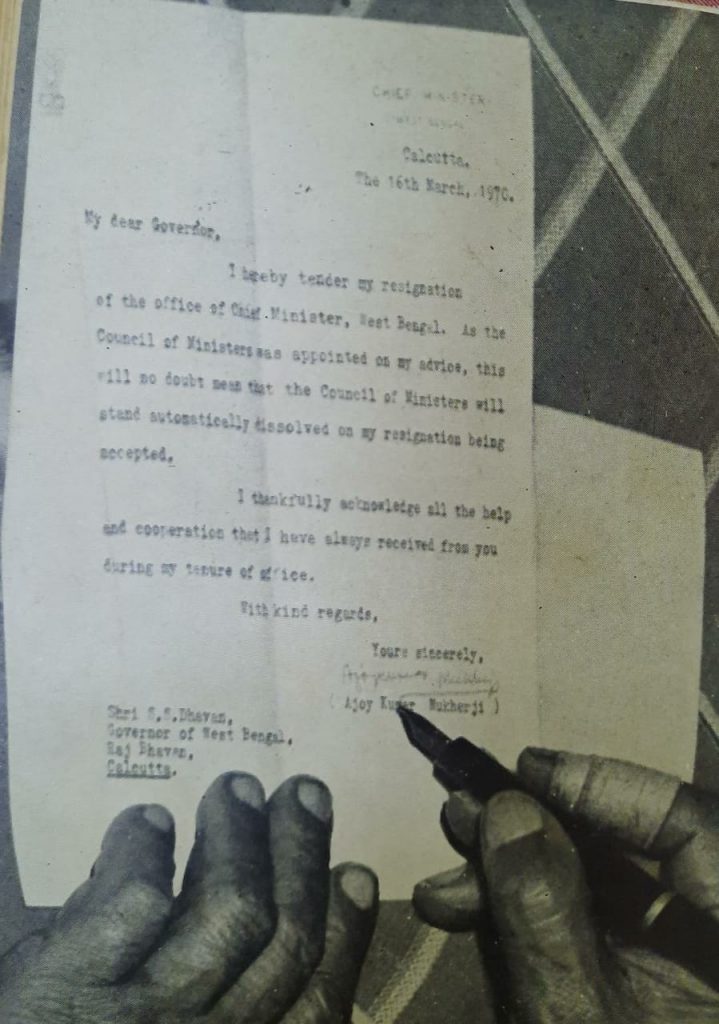 CHIEF MINISTER
WEST BENGAL
Calcutta.
The 16th March, 1970.
My dear Governor,
I hereby tender my resignation
of the office of Chief Minister, West Bengal. As the
Council of Ministers was appointed on my advice, this
will no doubt mean that the Council of Ministers will
stand automatically dissolved on my resignation being
accepted.
I thankfully acknowledge all the help
and cooperation that I have always received from you
during my tenure of office.
With kind regards,
Yours sincerely,
( Ajoy Kumar Mukherji )
Shri S.S.Dhavan,
Governor of West Bengal,
Raj Bhavan,
Calcutta.